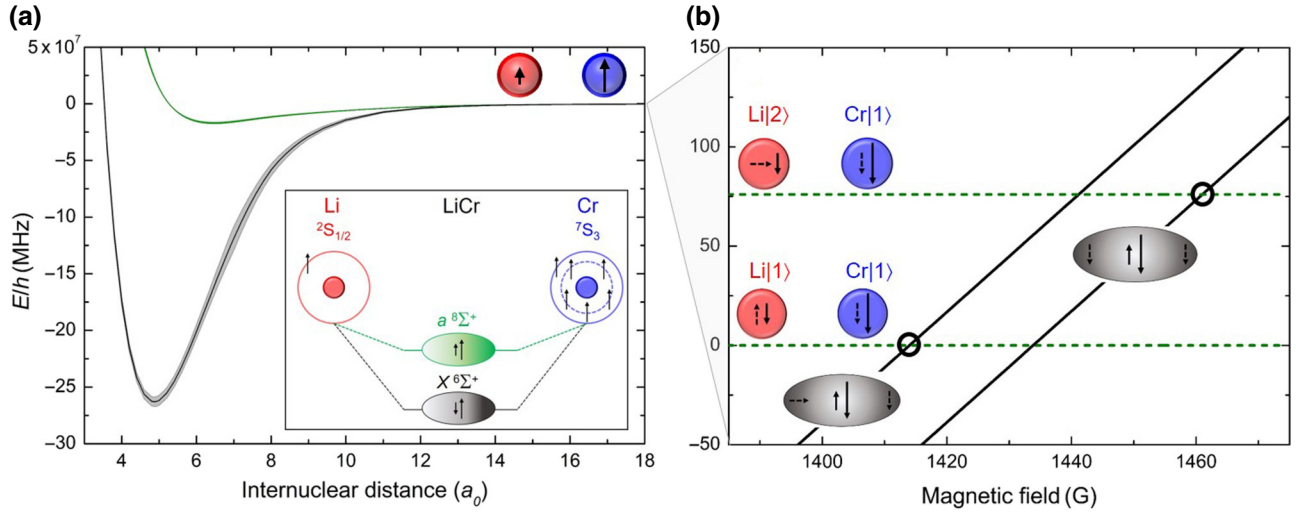 (a)
5 x 10⁷
0
−5
−10
−15
−20
−25
−30
E/h (MHz)
4 6 8 10 12 14 16 18
Internuclear distance (a₀)
Li LiCr Cr
²S₁/₂ ⁷S₃
a ⁸Σ⁺
X ⁶Σ⁺
(b)
150
100
50
0
−50
Li|2⟩ Cr|1⟩
Li|1⟩ Cr|1⟩
1400 1420 1440 1460
Magnetic field (G)